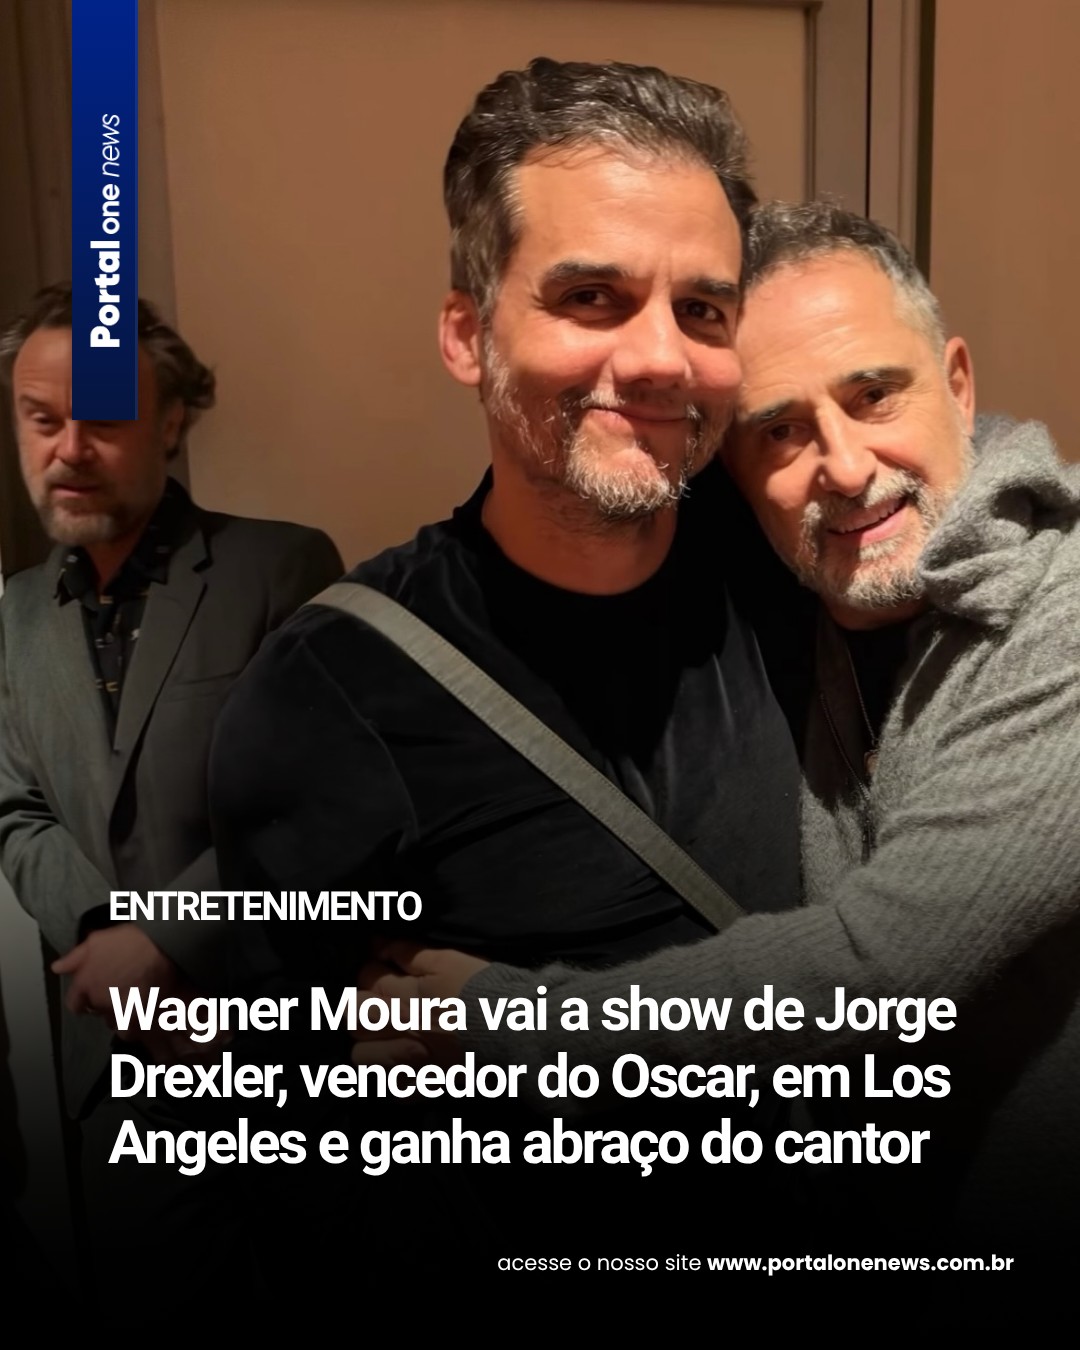 Portal one news
ENTRETENIMENTO
Wagner Moura vai a show de Jorge
Drexler, vencedor do Oscar, em Los
Angeles e ganha abraço do cantor
acesse o nosso site www.portalonenews.com.br